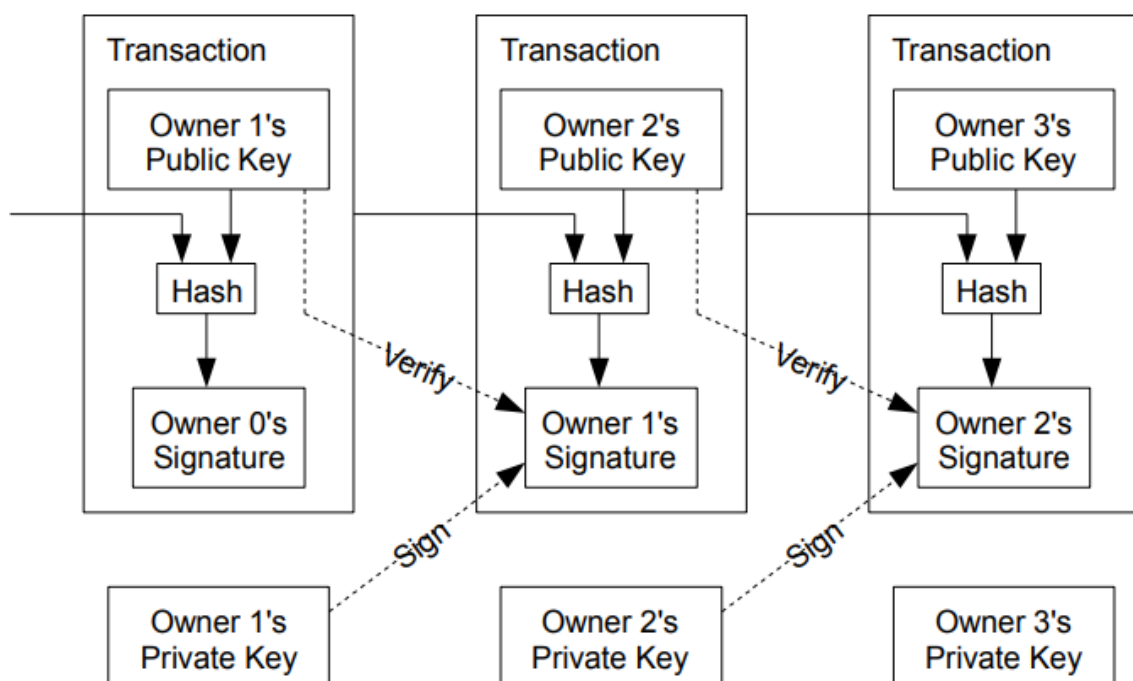 Transaction
Transaction
Transaction
Owner 1's
Public Key
Owner 2's
Public Key
Owner 3's
Public Key
Hash
Hash
Hash
Verify
Verify
Owner 0's
Signature
Owner 1's
Signature
Owner 2's
Signature
Sign
Sign
Owner 1's
Private Key
Owner 2's
Private Key
Owner 3's
Private Key